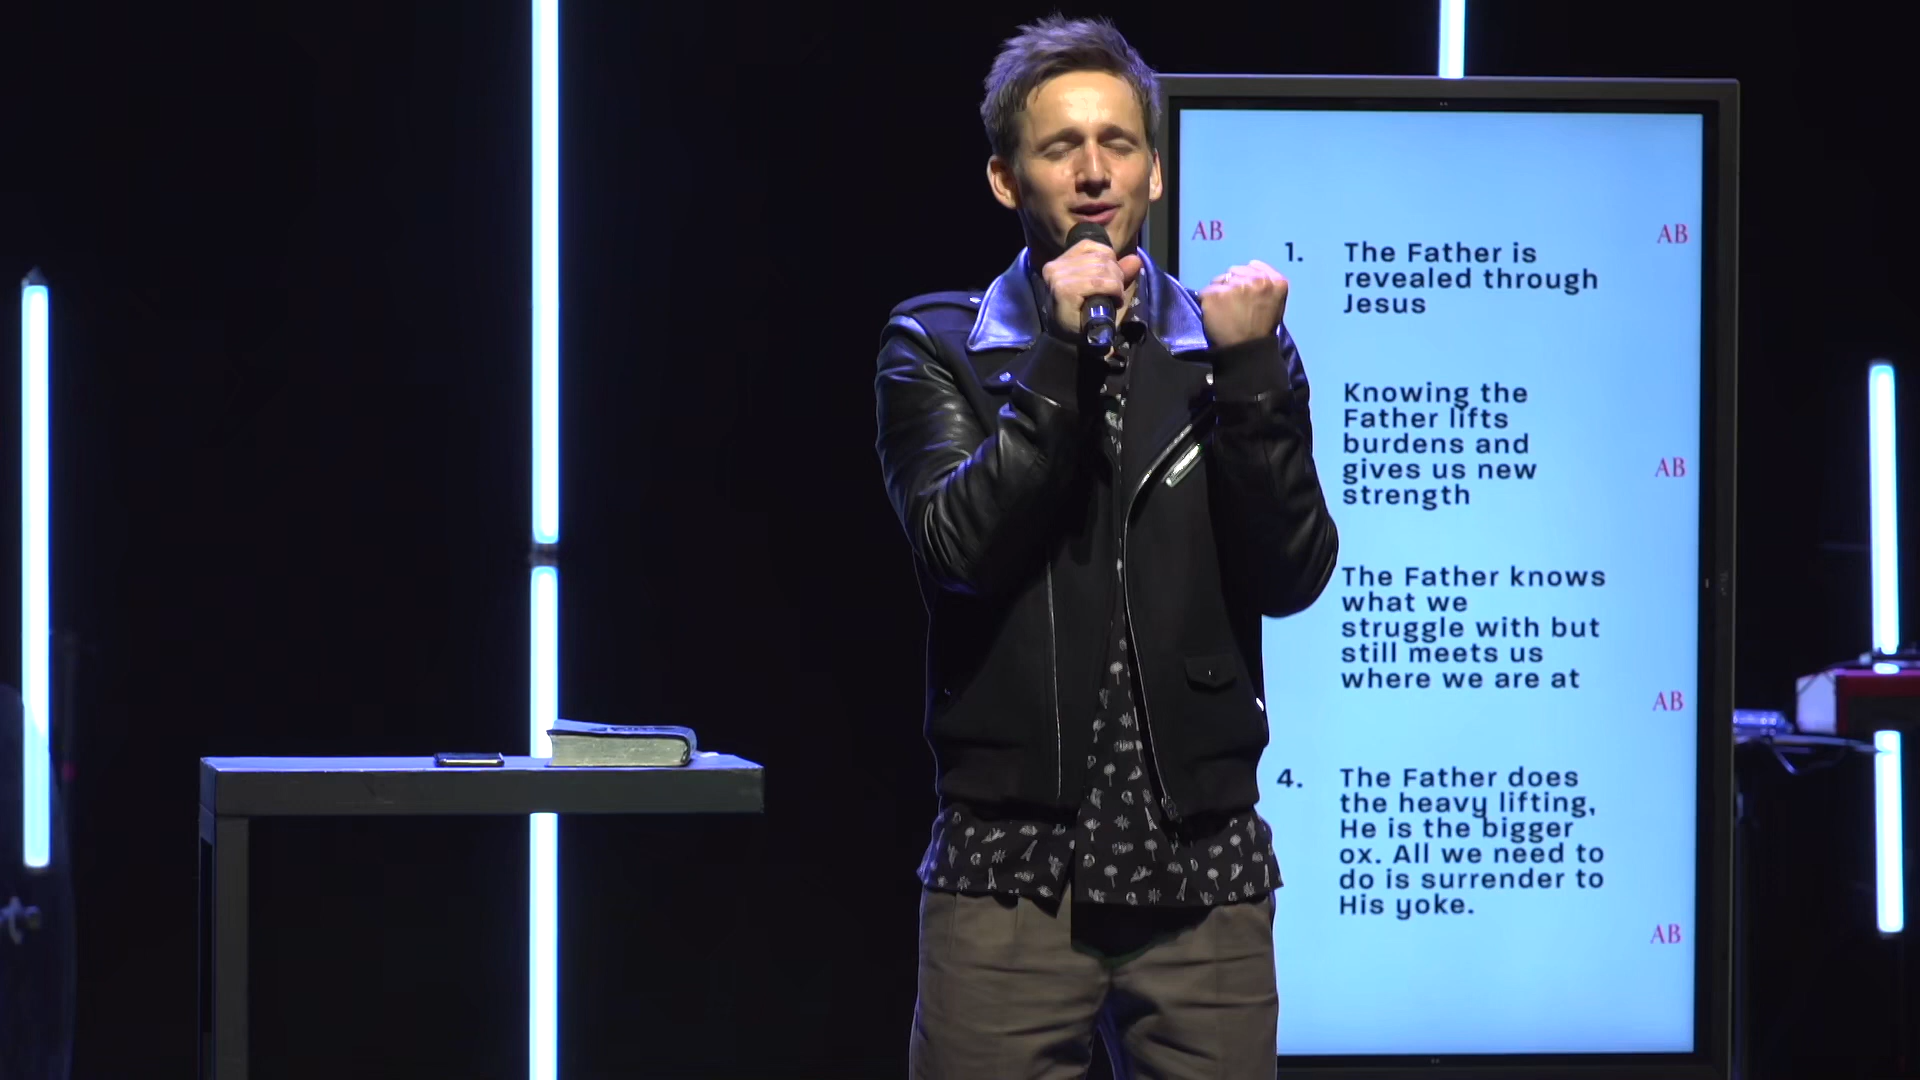 AB
AB
1. The Father is
revealed through
Jesus
Knowing the
Father lifts
burdens and
gives us new
strength
AB
The Father knows
what we
struggle with but
still meets us
where we are at
AB
4. The Father does
the heavy lifting,
He is the bigger
ox. All we need to
do is surrender to
His yoke.
AB